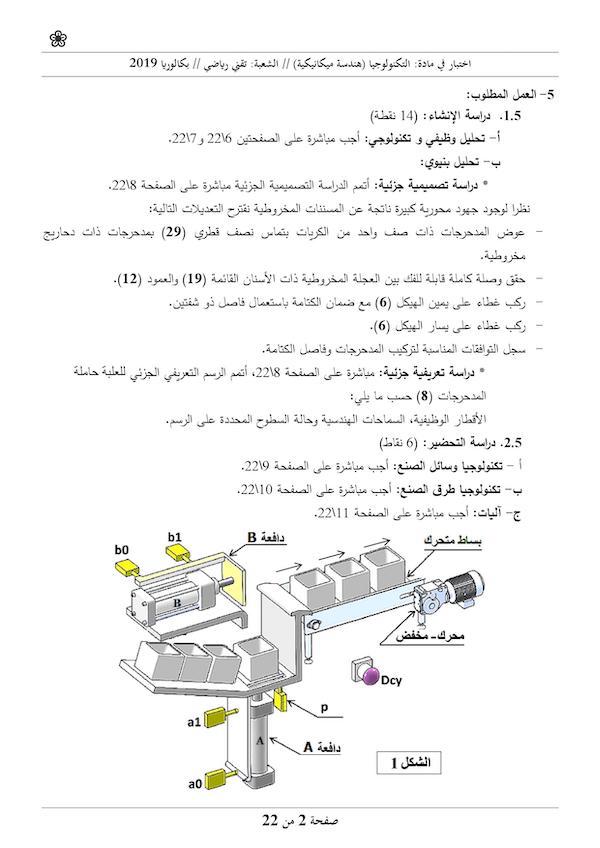 اختبار في مادة: التكنولوجيا (هندسة ميكانيكية) // الشعبة: تقني رياضي // بكالوريا 2019
5- العمل المطلوب:
1.5. دراسة الإنشاء: (14 نقطة)
أ- تحليل وظيفي و تكنولوجي: أجب مباشرة على الصفحتين 6\22 و7\22.
ب- تحليل بنيوي:
* دراسة تصميمية جزئية: أتمم الدراسة التصميمية الجزئية مباشرة على الصفحة 8\22.
نظرا لوجود جهود محورية كبيرة ناتجة عن المسننات المخروطية نقترح التعديلات التالية:
- عوض المدحرجات ذات صف واحد من الكريات بتماس نصف قطري (29) بمدحرجات ذات دحاريج
مخروطية.
- حقق وصلة كاملة قابلة للفك بين العجلة المخروطية ذات الأسنان القائمة (19) والعمود (12).
- ركب غطاء على يمين الهيكل (6) مع ضمان الكتامة باستعمال فاصل ذو شفتين.
- ركب غطاء على يسار الهيكل (6).
- سجل التوافقات المناسبة لتركيب المدحرجات وفاصل الكتامة.
* دراسة تعريفية جزئية: مباشرة على الصفحة 8\22، أتمم الرسم التعريفي الجزئي للعلبة حاملة
المدحرجات (8) حسب ما يلي:
الأقطار الوظيفية، السماحات الهندسية وحالة السطوح المحددة على الرسم.
2.5. دراسة التحضير: (6 نقاط)
أ - تكنولوجيا وسائل الصنع: أجب مباشرة على الصفحة 9\22.
ب- تكنولوجيا طرق الصنع: أجب مباشرة على الصفحة 10\22.
ج- آليات: أجب مباشرة على الصفحة 11\22.
b0
b1
دافعة B
بساط متحرك
B
محرك- مخفض
Dcy
p
a1
A
دافعة A
a0
الشكل 1
صفحة 2 من 22